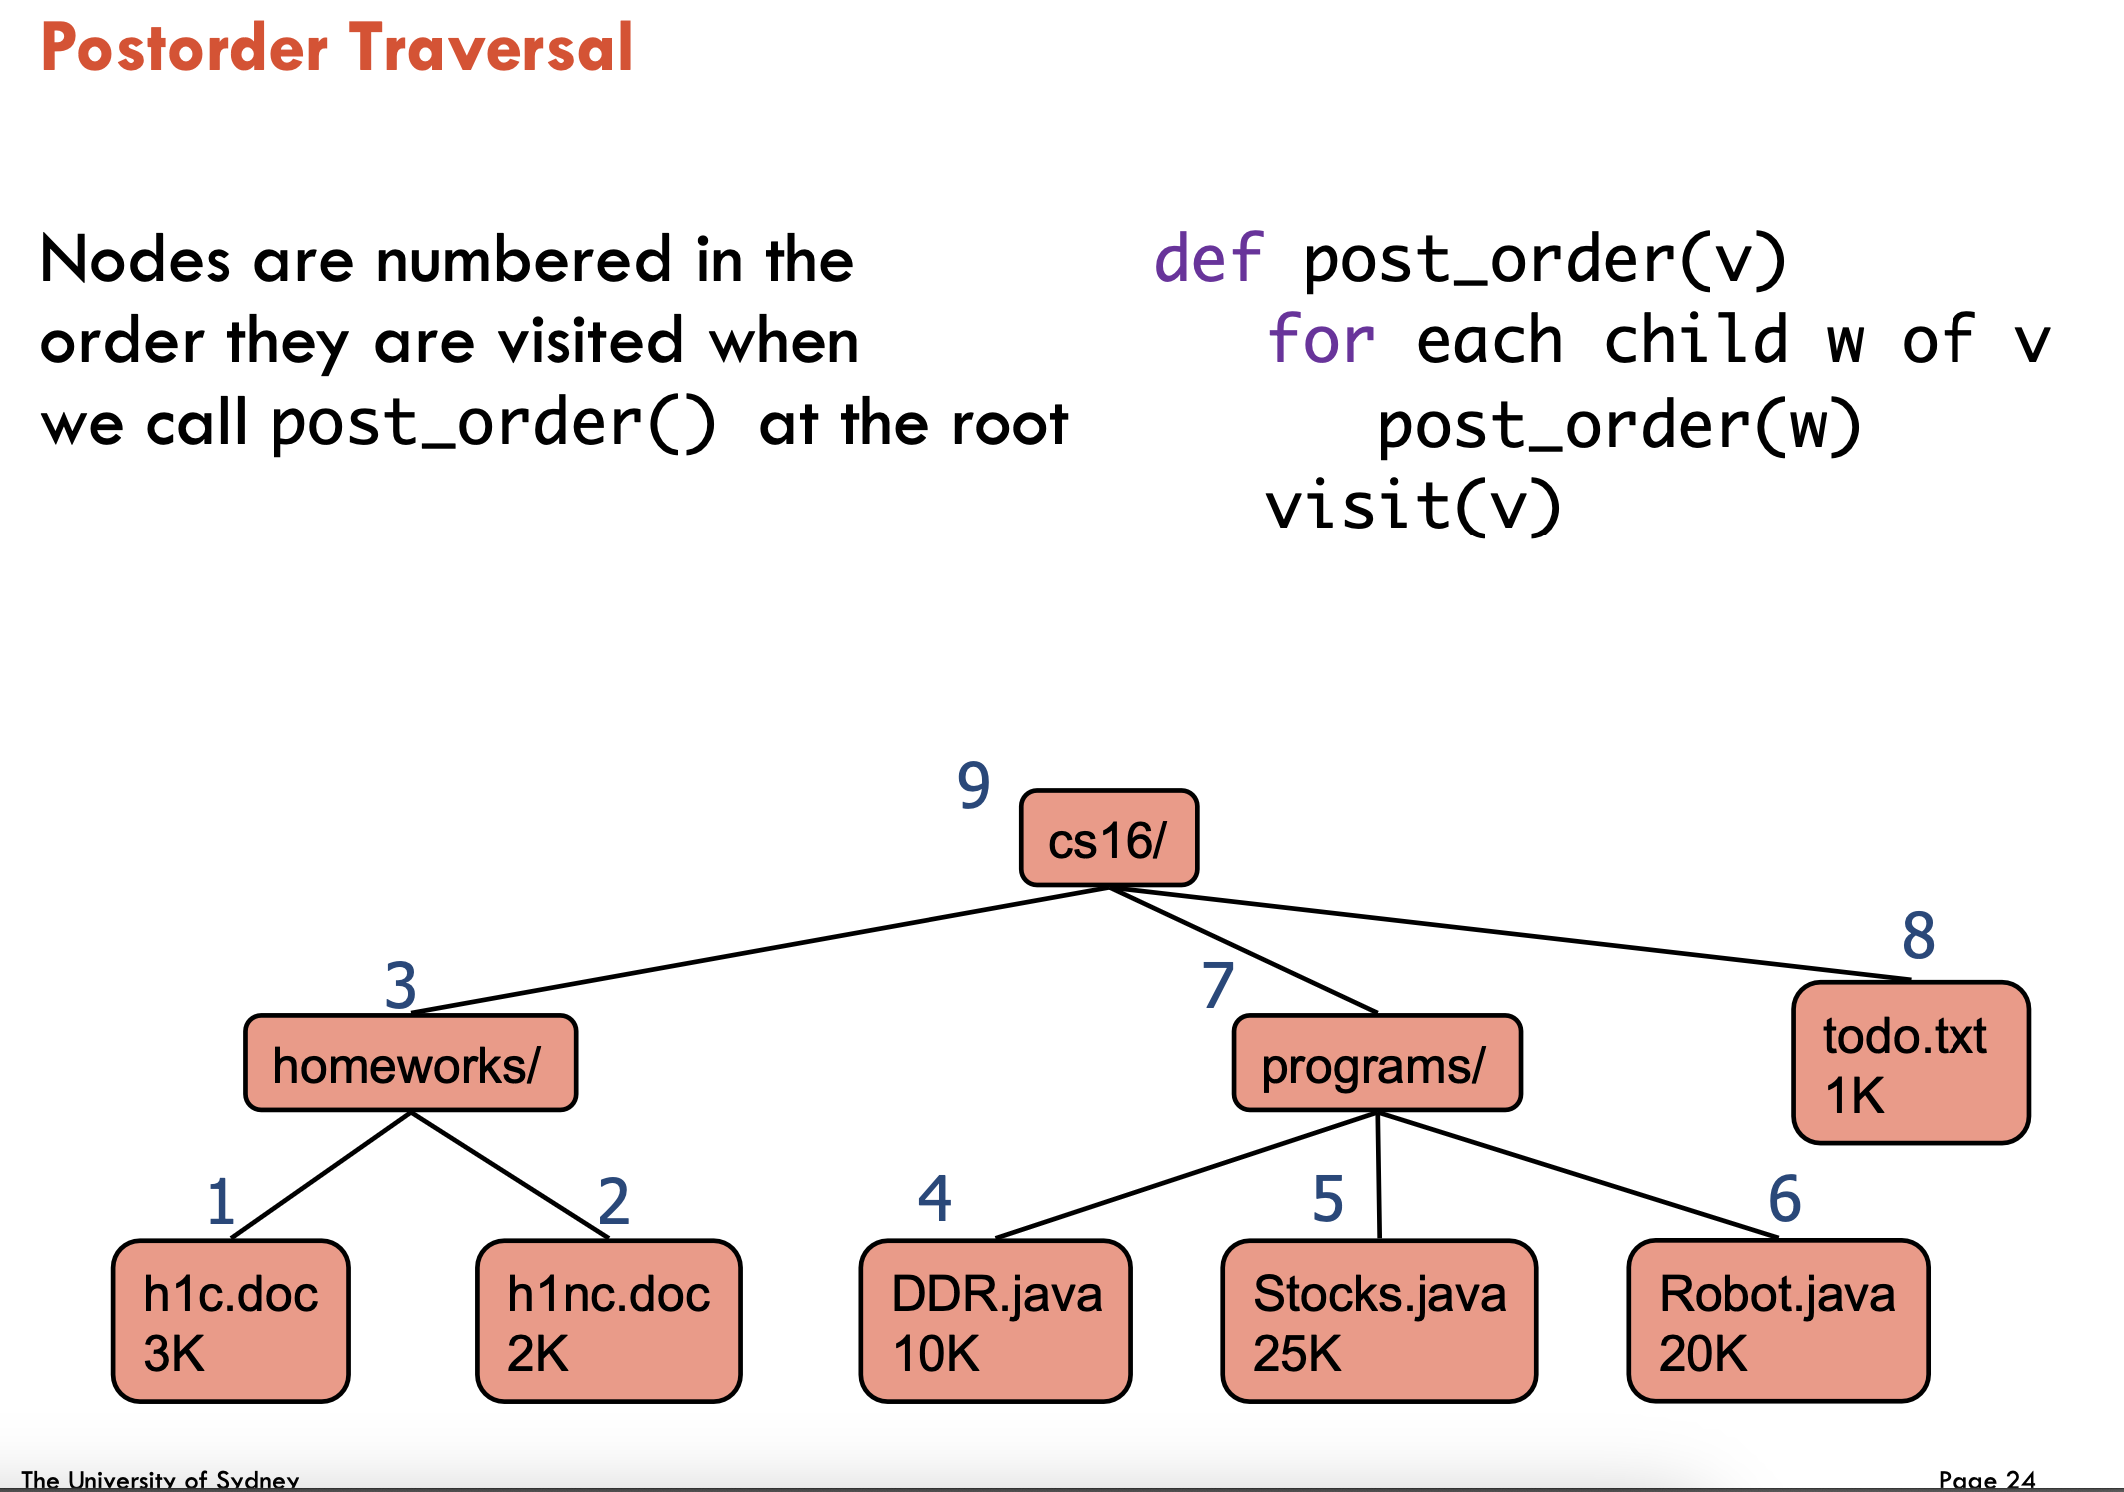 Postorder Traversal
Nodes are numbered in the
order they are visited when
we call post_order() at the root
def post_order(v)
for each child w of v
post_order(w)
visit(v)
9
cs16/
3
7
8
homeworks/
programs/
todo.txt
1K
1
2
4
5
6
h1c.doc
3K
h1nc.doc
2K
DDR.java
10K
Stocks.java
25K
Robot.java
20K
The University of Sydney
Page 24